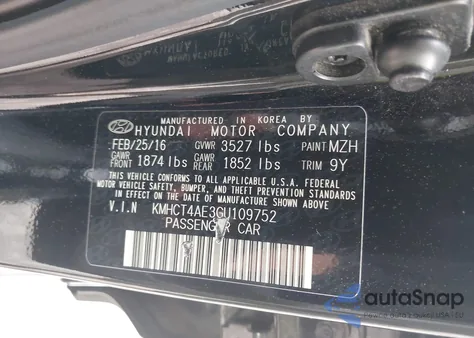 MANUFACTURED IN KOREA BY
HYUNDAI MOTOR COMPANY
FEB/25/16 GVWR 3527 lbs PAINT MZH
GAWR FRONT 1874 lbs GAWR REAR 1852 lbs TRIM 9Y
THIS VEHICLE CONFORMS TO ALL APPLICABLE U.S.A. FEDERAL
MOTOR VEHICLE SAFETY, BUMPER, AND THEFT PREVENTION
STANDARDS IN EFFECT ON THE DATE OF
MANUFACTURE SHOWN ABOVE.
V.I.N KMHCT4AE3GU109752
PASSENGER CAR
autoSnap